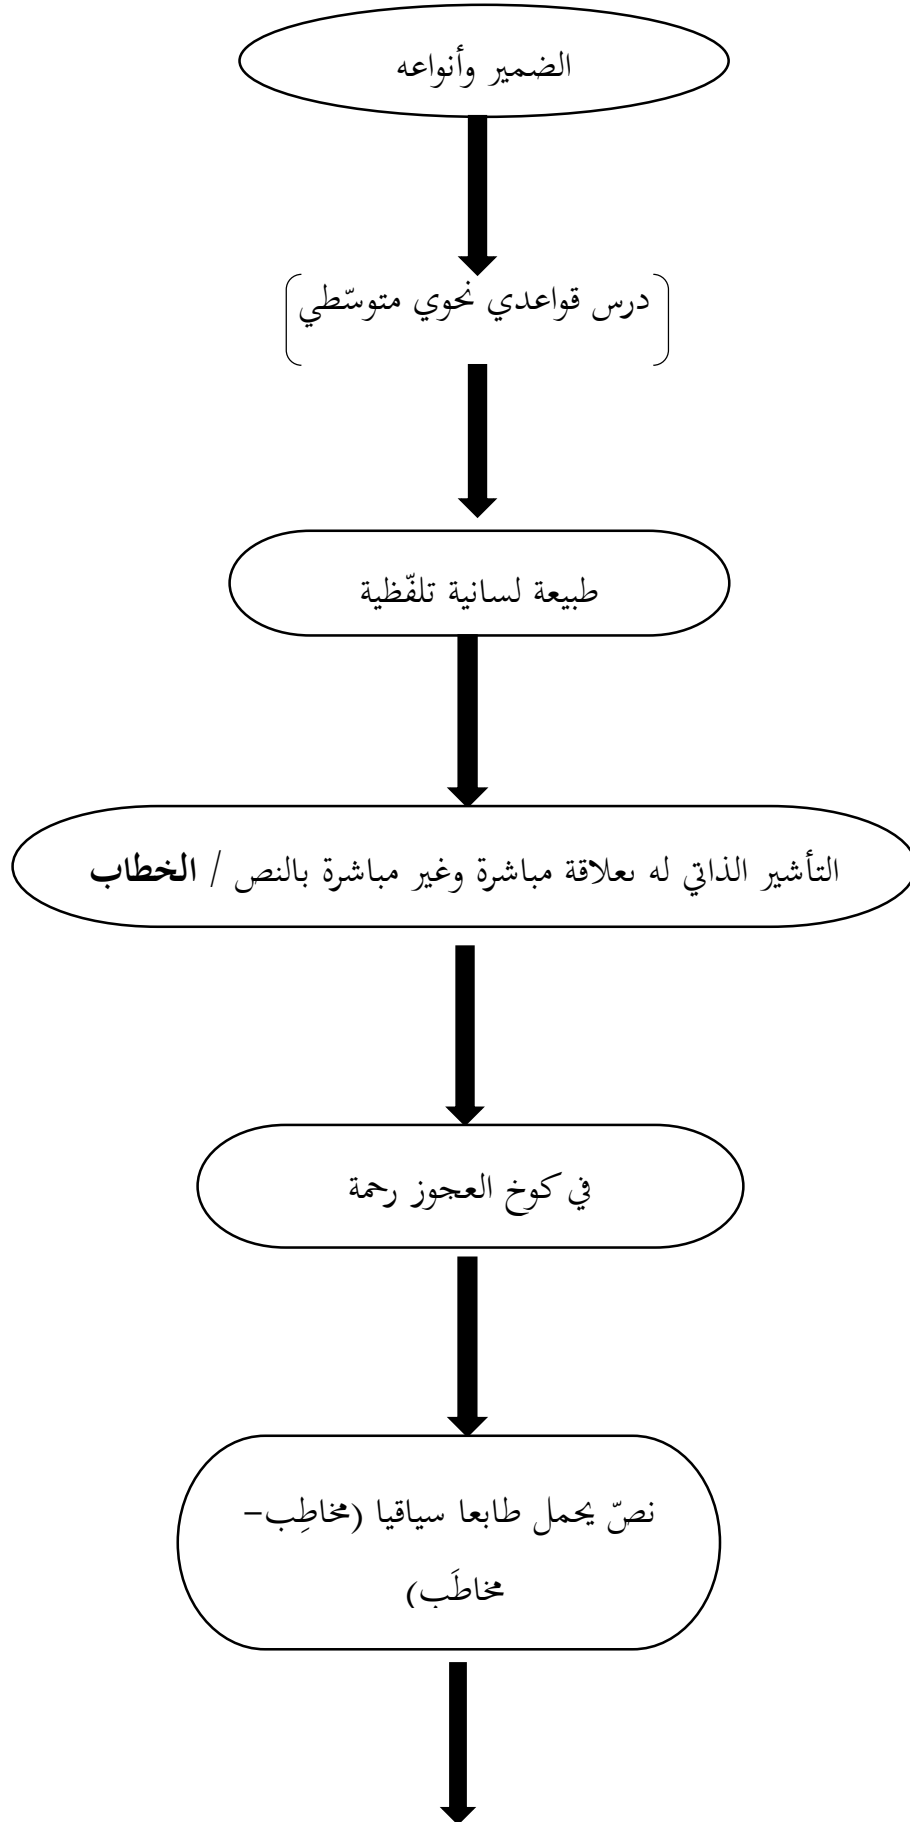 الضمير وأنواعه
درس قواعدي نحوي متوسّطي
طبيعة لسانية تلفّظية
التأشير الذاتي له بعلاقة مباشرة وغير مباشرة بالنص / الخطاب
في كوخ العجوز رحمة
نصّ يحمل طابعا سياقيا (مخاطِب-
مخاطَب)